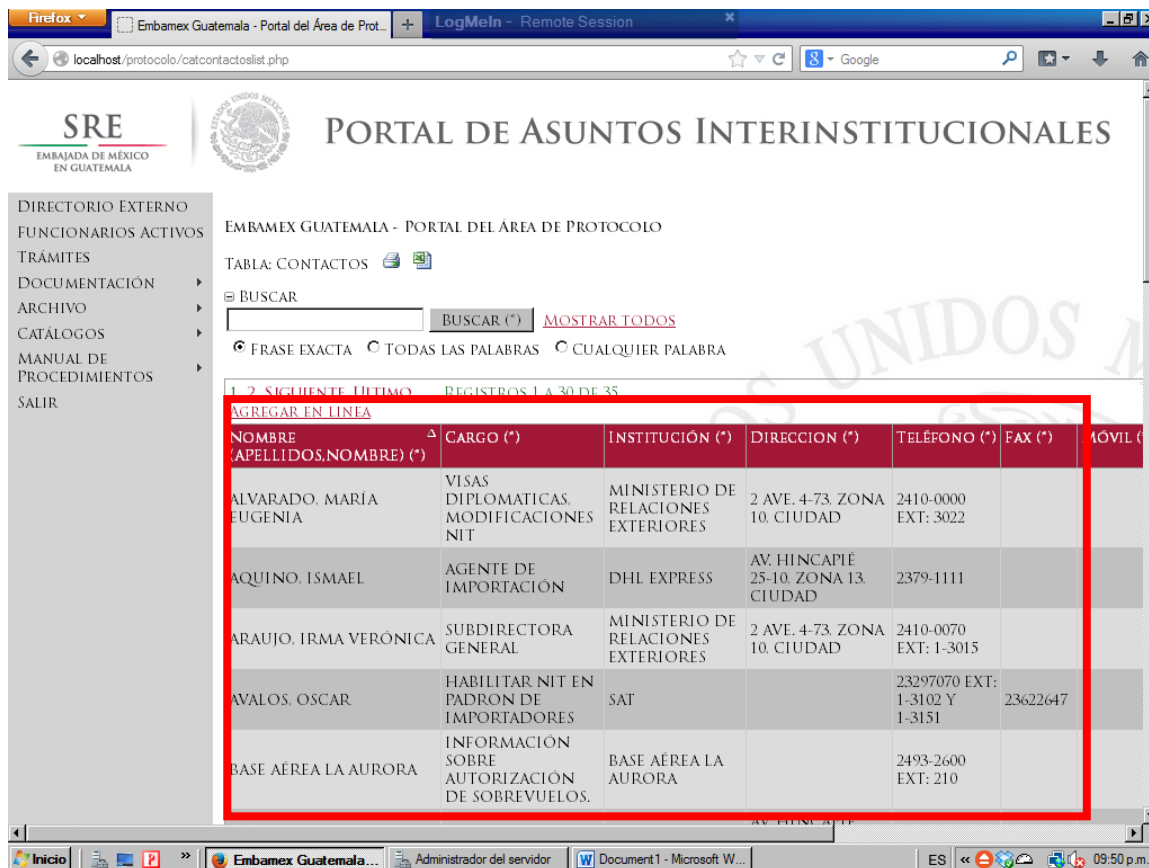 Firefox
Embamex Guatemala - Portal del Área de Prot...
LogMeIn - Remote Session
localhost/protocolo/catcontactoslist.php
Google
SRE
EMBAJADA DE MÉXICO
EN GUATEMALA
ESTADOS UNIDOS MEXICANOS
PORTAL DE ASUNTOS INTERINSTITUCIONALES
DIRECTORIO EXTERNO
FUNCIONARIOS ACTIVOS
TRÁMITES
DOCUMENTACIÓN
ARCHIVO
CATÁLOGOS
MANUAL DE
PROCEDIMIENTOS
SALIR
EMBAMEX GUATEMALA - PORTAL DEL ÁREA DE PROTOCOLO
TABLA: CONTACTOS
BUSCAR
BUSCAR (*) MOSTRAR TODOS
FRASE EXACTA TODAS LAS PALABRAS CUALQUIER PALABRA
UNIDOS M
1 2 SIGUIENTE ULTIMO REGISTROS 1 A 30 DE 35
AGREGAR EN LINEA
NOMBRE
(APELLIDOS,NOMBRE) (*)
CARGO (*)
INSTITUCIÓN (*)
DIRECCION (*)
TELÉFONO (*)
FAX (*)
MÓVIL (
ALVARADO, MARÍA
EUGENIA
VISAS
DIPLOMATICAS,
MODIFICACIONES
NIT
MINISTERIO DE
RELACIONES
EXTERIORES
2 AVE. 4-73, ZONA
10, CIUDAD
2410-0000
EXT: 3022
AQUINO, ISMAEL
AGENTE DE
IMPORTACIÓN
DHL EXPRESS
AV. HINCAPIÉ
25-10, ZONA 13,
CIUDAD
2379-1111
ARAUJO, IRMA VERÓNICA
SUBDIRECTORA
GENERAL
MINISTERIO DE
RELACIONES
EXTERIORES
2 AVE. 4-73, ZONA
10, CIUDAD
2410-0070
EXT: 1-3015
AVALOS, OSCAR
HABILITAR NIT EN
PADRON DE
IMPORTADORES
SAT
23297070 EXT:
1-3102 Y
1-3151
23622647
BASE AÉREA LA AURORA
INFORMACIÓN
SOBRE
AUTORIZACIÓN
DE SOBREVUELOS,
BASE AÉREA LA
AURORA
2493-2600
EXT: 210
AV. HINCAPIÉ
Inicio
Embamex Guatemala...
Administrador del servidor
Document1 - Microsoft W...
ES
09:50 p.m.